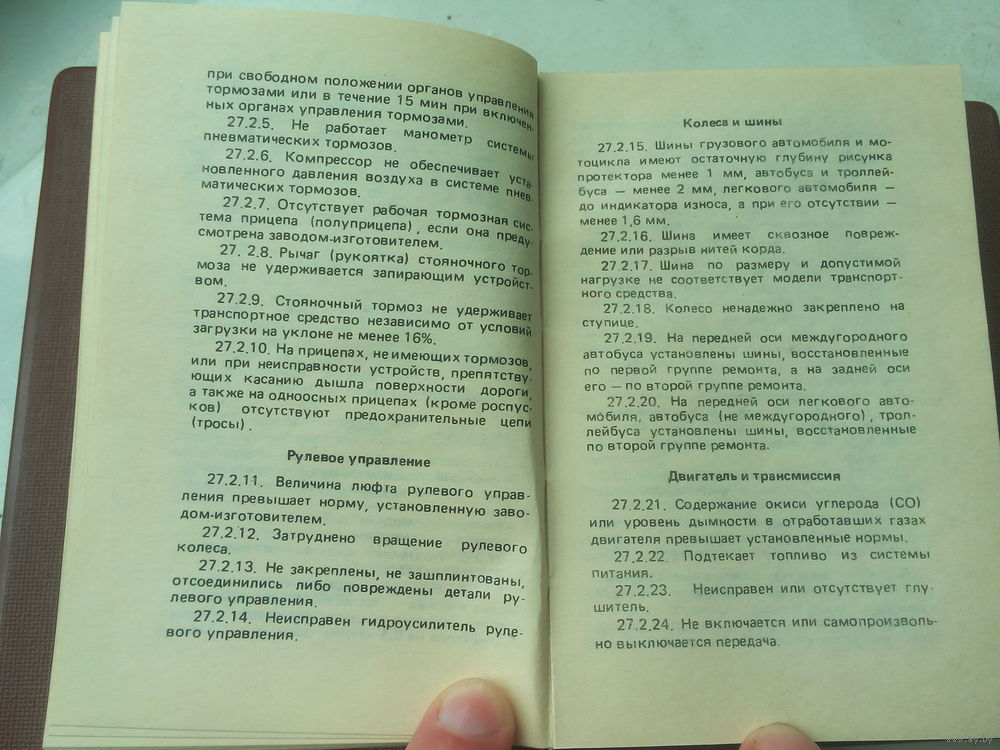 при свободном положении органов управления
тормозами или в течение 15 мин при включен-
ных органах управления тормозами.
27.2.5. Не работает манометр системы
пневматических тормозов.
27.2.6. Компрессор не обеспечивает уста-
новленного давления воздуха в системе пнев-
матических тормозов.
27.2.7. Отсутствует рабочая тормозная сис-
тема прицепа (полуприцепа), если она преду-
смотрена заводом-изготовителем.
27. 2.8. Рычаг (рукоятка) стояночного тор-
моза не удерживается запирающим устройст-
вом.
27.2.9. Стояночный тормоз не удерживает
транспортное средство независимо от условий
загрузки на уклоне не менее 16%.
27.2.10. На прицепах, не имеющих тормозов,
или при неисправности устройств, препятству-
ющих касанию дышла поверхности дороги,
а также на одноосных прицепах (кроме роспус-
ков) отсутствуют предохранительные цепи
(тросы).
Рулевое управление
27.2.11. Величина люфта рулевого управ-
ления превышает норму, установленную заво-
дом-изготовителем.
27.2.12. Затруднено вращение рулевого
колеса.
27.2.13. Не закреплены, не зашплинтованы,
отсоединились либо повреждены детали ру-
левого управления.
27.2.14. Неисправен гидроусилитель руле-
вого управления.
Колеса и шины
27.2.15. Шины грузового автомобиля и мо-
тоцикла имеют остаточную глубину рисунка
протектора менее 1 мм, автобуса и троллей-
буса — менее 2 мм, легкового автомобиля —
до индикатора износа, а при его отсутствии —
менее 1,6 мм.
27.2.16. Шина имеет сквозное повреж-
дение или разрыв нитей корда.
27.2.17. Шина по размеру и допустимой
нагрузке не соответствует модели транспорт-
ного средства.
27.2.18. Колесо ненадежно закреплено на
ступице.
27.2.19. На передней оси междугородного
автобуса установлены шины, восстановленные
по первой группе ремонта, а на задней оси
его — по второй группе ремонта.
27.2.20. На передней оси легкового авто-
мобиля, автобуса (не междугородного), трол-
лейбуса установлены шины, восстановленные
по второй группе ремонта.
Двигатель и трансмиссия
27.2.21. Содержание окиси углерода (СО)
или уровень дымности в отработавших газах
двигателя превышает установленные нормы.
27.2.22. Подтекает топливо из системы
питания.
27.2.23. Неисправен или отсутствует глу-
шитель.
27.2.24. Не включается или самопроизволь-
но выключается передача.
www.ay.by